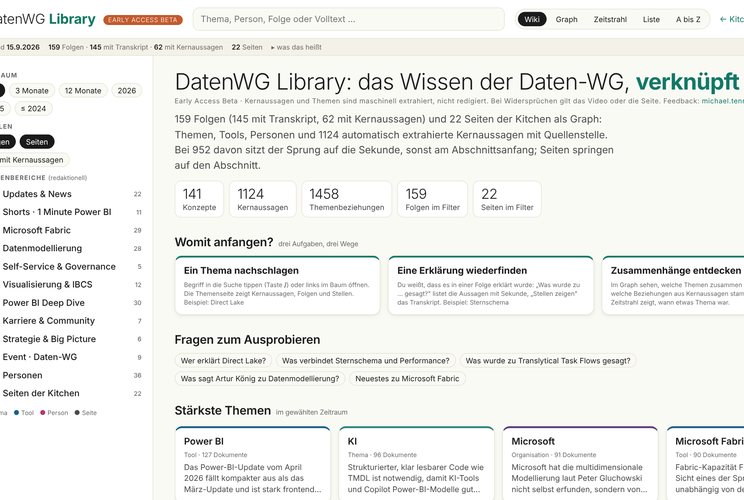 DatenWG Library EARLY ACCESS BETA Thema, Person, Folge oder Volltext ... Wiki Graph Zeitstrahl Liste A bis Z
15.9.2026 159 Folgen · 145 mit Transkript · 62 mit Kernaussagen 22 Seiten ▸ was das heißt
3 Monate 12 Monate 2026
≤ 2024
Seiten
mit Kernaussagen
(redaktionell)
Updates & News 22
Shorts · 1 Minute Power BI 11
Microsoft Fabric 29
Datenmodellierung 28
Self-Service & Governance 5
Visualisierung & IBCS 12
Power BI Deep Dive 30
Karriere & Community 7
Strategie & Big Picture 6
Event · Daten-WG 9
Personen 36
Seiten der Kitchen 22
Tool Person Seite
DatenWG Library: das Wissen der Daten-WG, verknüpft
Early Access Beta · Kernaussagen und Themen sind maschinell extrahiert, nicht redigiert. Bei Widersprüchen gilt das Video oder die Seite. Feedback:
159 Folgen (145 mit Transkript, 62 mit Kernaussagen) und 22 Seiten der Kitchen als Graph:
Themen, Tools, Personen und 1124 automatisch extrahierte Kernaussagen mit Quellenstelle.
Bei 952 davon sitzt der Sprung auf die Sekunde, sonst am Abschnittsanfang; Seiten springen
auf den Abschnitt.
141 1124 1458 159 22
Konzepte Kernaussagen Themenbeziehungen Folgen im Filter Seiten im Filter
Womit anfangen? drei Aufgaben, drei Wege
Ein Thema nachschlagen
Begriff in die Suche tippen (Taste /) oder links im Baum öffnen.
Die Themenseite zeigt Kernaussagen, Folgen und Stellen.
Beispiel: Direct Lake
Eine Erklärung wiederfinden
Du weißt, dass es in einer Folge erklärt wurde: „Was wurde zu
... gesagt?" listet die Aussagen mit Sekunde, „Stellen zeigen"
das Transkript. Beispiel: Sternschema
Zusammenhänge entdecken
Im Graph sehen, welche Themen zusammen
welche Beziehungen aus Kernaussagen
Zeitstrahl zeigt, wann etwas Thema war.
Fragen zum Ausprobieren
Wer erklärt Direct Lake? Was verbindet Sternschema und Performance? Was wurde zu Translytical Task Flows gesagt?
Was sagt Artur König zu Datenmodellierung? Neuestes zu Microsoft Fabric
Stärkste Themen im gewählten Zeitraum
Power BI
Tool · 127 Dokumente
Das Power-BI-Update vom April
2026 fällt kompakter aus als das
März-Update und ist stark frontend...
KI
Thema · 96 Dokumente
Strukturierter, klar lesbarer Code wie
TMDL ist notwendig, damit KI-Tools
und Copilot Power-BI-Modelle gut...
Microsoft
Organisation · 91 Dokumente
Microsoft hat die multidimensionale
Modellierung laut Peter Gluchowski
nicht selbst erfunden, sondern von...
Microsoft Fabric
Tool · 90 Dokumente
Fabric-Kapazität
Sicht eines der
unabhängig von